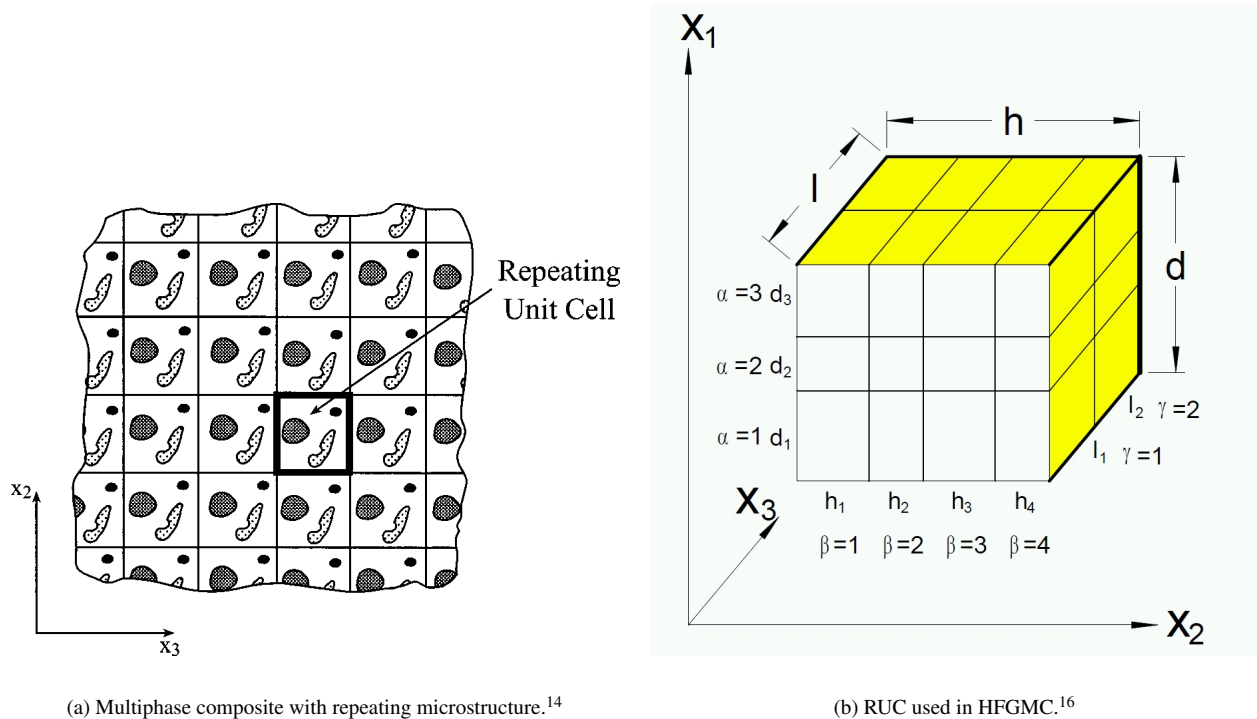 Repeating
Unit Cell
x2
x3
(a) Multiphase composite with repeating microstructure.14
X1
h
l
d
α =3 d3
α =2 d2
α =1 d1
l2 γ =2
l1 γ =1
X3
h1 h2 h3 h4
β=1 β=2 β=3 β=4
X2
(b) RUC used in HFGMC.16